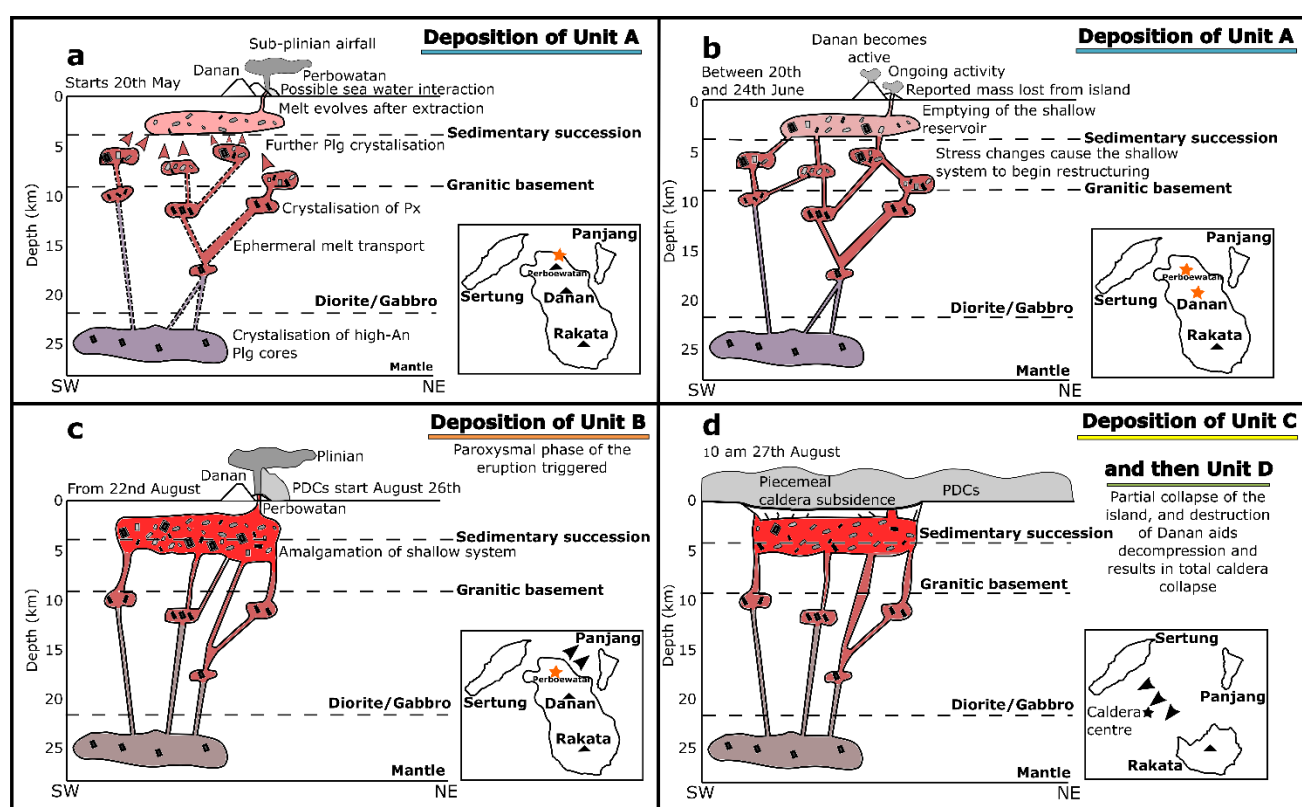 a
Deposition of Unit A
Sub-plinian airfall
Danan
Perbowatan
Starts 20th May
Possible sea water interaction
Melt evolves after extraction
Sedimentary succession
Further Plg crystalisation
Granitic basement
Crystalisation of Px
Ephemeral melt transport
Diorite/Gabbro
Crystalisation of high-An
Plg cores
Mantle
Depth (km)
0
5
10
15
20
25
SW
NE
Panjang
Perboewatan
Sertung
Danan
Rakata
b
Deposition of Unit A
Danan becomes
active
Between 20th
and 24th June
Ongoing activity
Reported mass lost from island
Emptying of the shallow
reservoir
Sedimentary succession
Stress changes cause the shallow
system to begin restructuring
Granitic basement
Diorite/Gabbro
Mantle
Depth (km)
0
5
10
15
20
25
SW
NE
Panjang
Perboewatan
Sertung
Danan
Rakata
c
Deposition of Unit B
Paroxysmal phase of the
eruption triggered
Plinian
Danan
From 22nd August
PDCs start August 26th
Perbowatan
Sedimentary succession
Amalgamation of shallow system
Granitic basement
Diorite/Gabbro
Mantle
Depth (km)
0
5
10
15
20
25
SW
NE
Panjang
Perboewatan
Sertung
Danan
Rakata
d
Deposition of Unit C
10 am 27th August
and then Unit D
Piecemeal
caldera subsidence
PDCs
Partial collapse of the
island, and destruction
of Danan aids
decompression and
results in total caldera
collapse
Sedimentary succession
Granitic basement
Diorite/Gabbro
Mantle
Depth (km)
0
5
10
15
20
25
SW
NE
Sertung
Panjang
Caldera
centre
Rakata